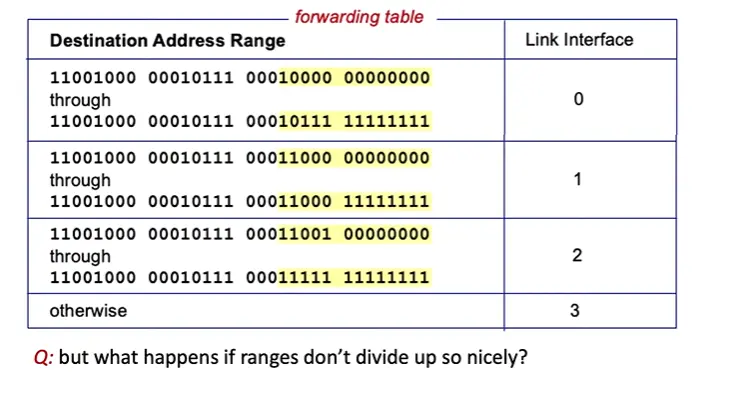 forwarding table
Destination Address Range
Link Interface
11001000 00010111 00010000 00000000
through
11001000 00010111 00010111 11111111
0
11001000 00010111 00011000 00000000
through
11001000 00010111 00011000 11111111
1
11001000 00010111 00011001 00000000
through
11001000 00010111 00011111 11111111
2
otherwise
3
Q: but what happens if ranges don’t divide up so nicely?